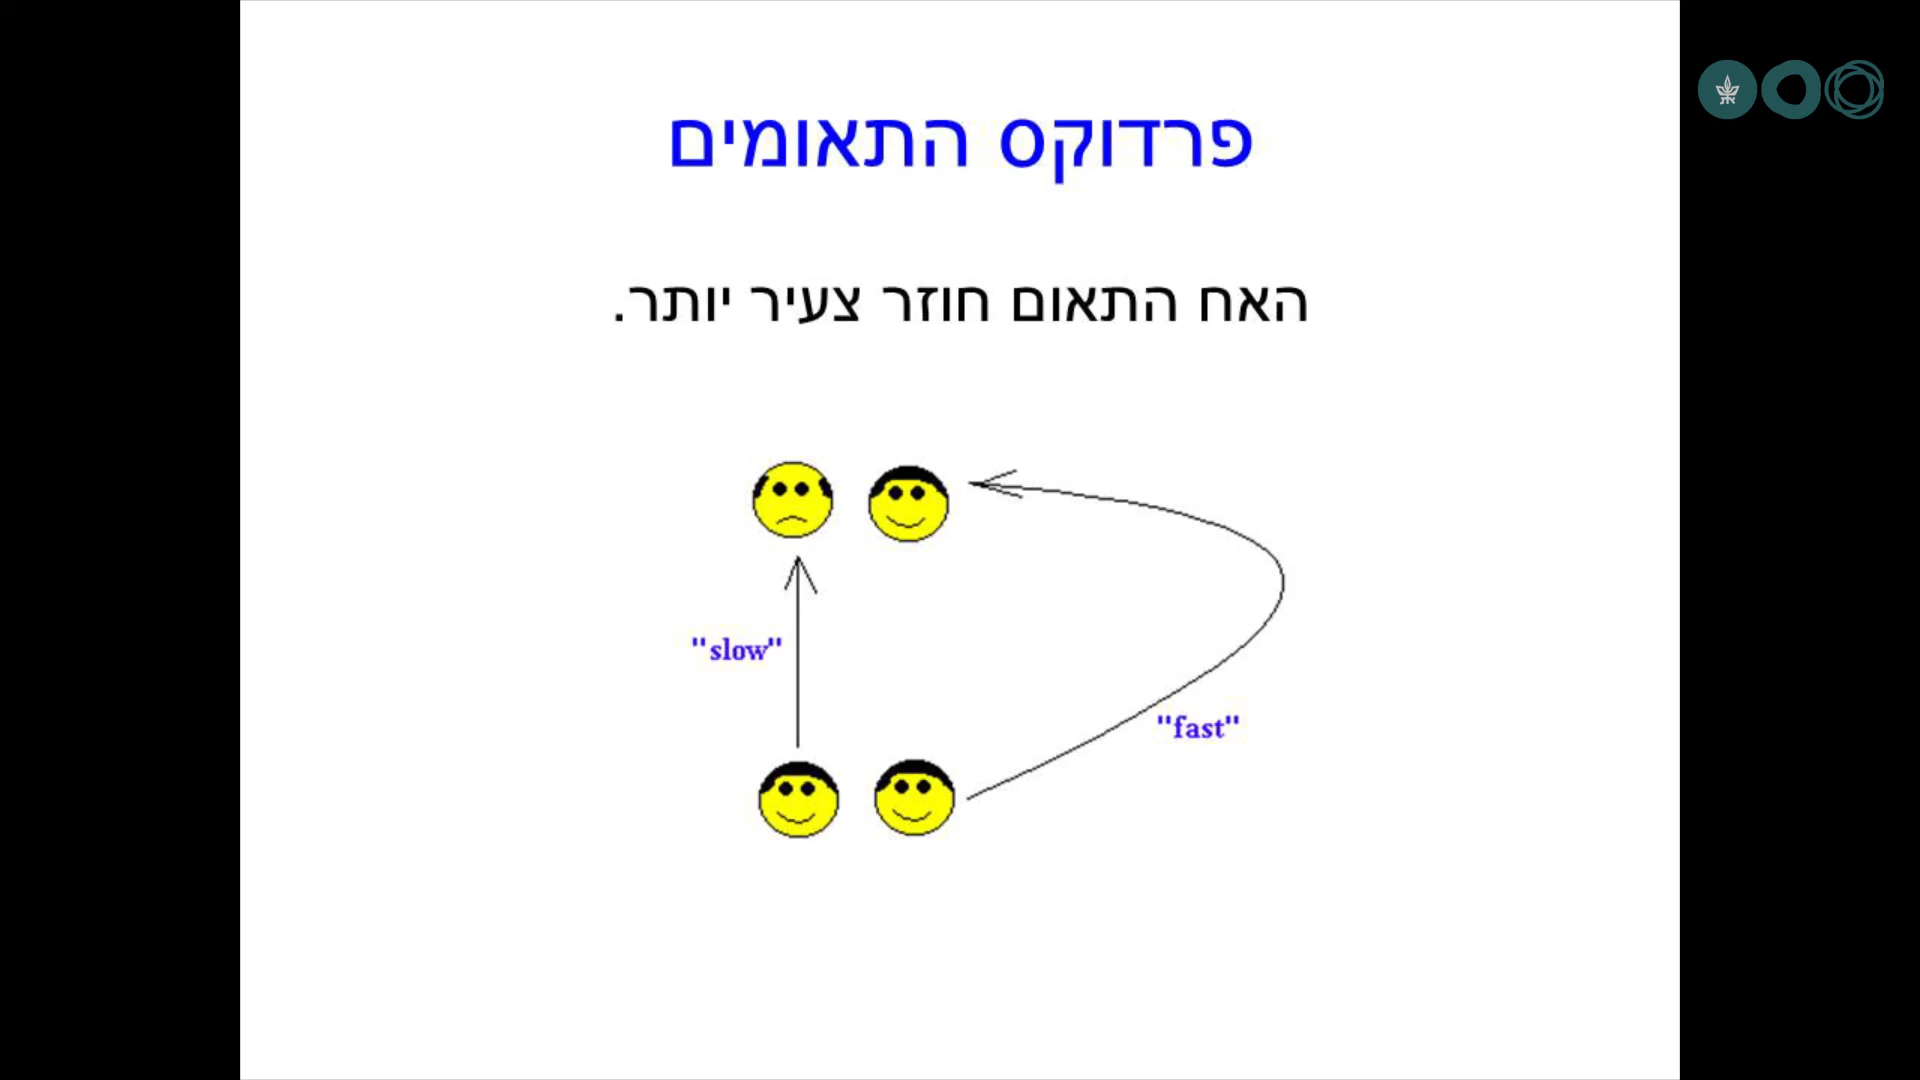 פרדוקס התאומים
האח התאום חוזר צעיר יותר.
"slow"
"fast"